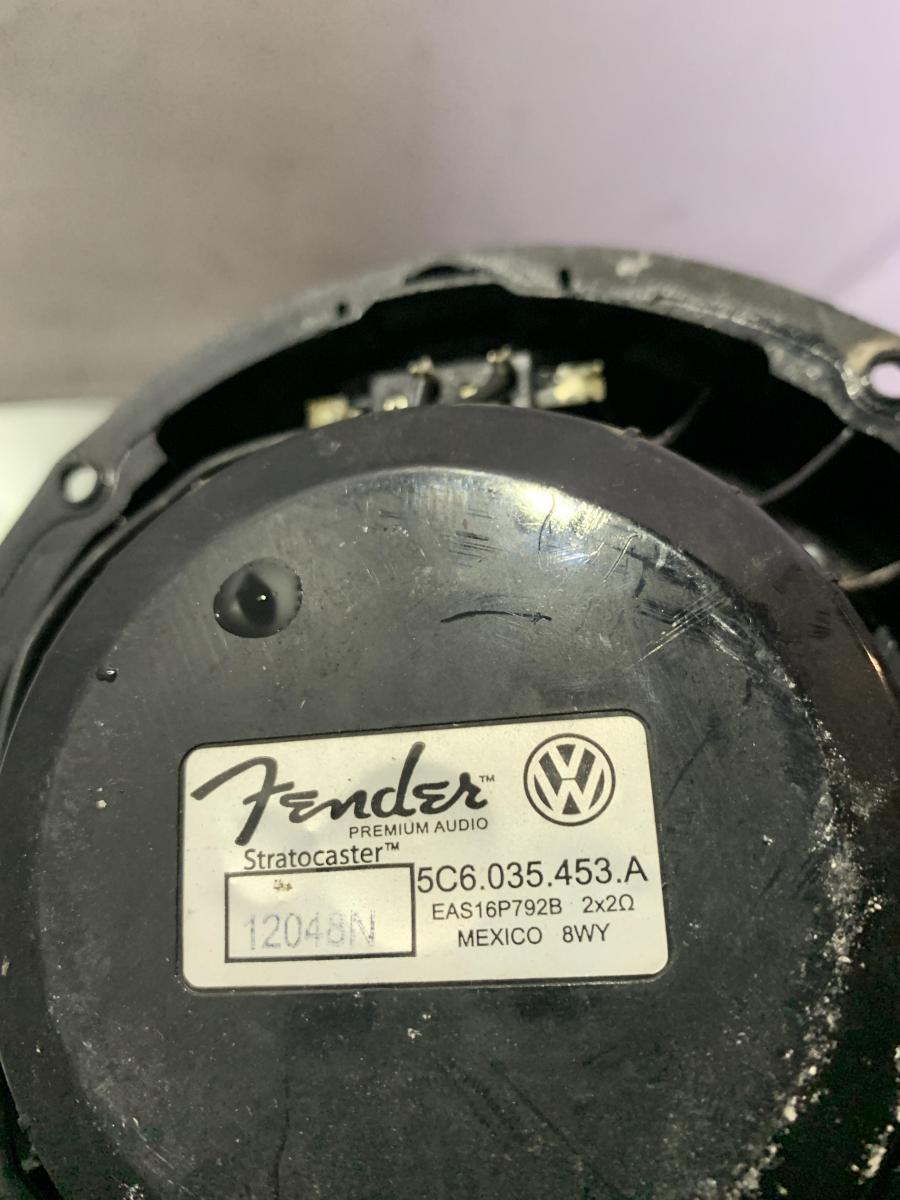 Fender™
PREMIUM AUDIO
Stratocaster™
5C6.035.453.A
EAS16P792B 2x2Ω
12048N
MEXICO 8WY